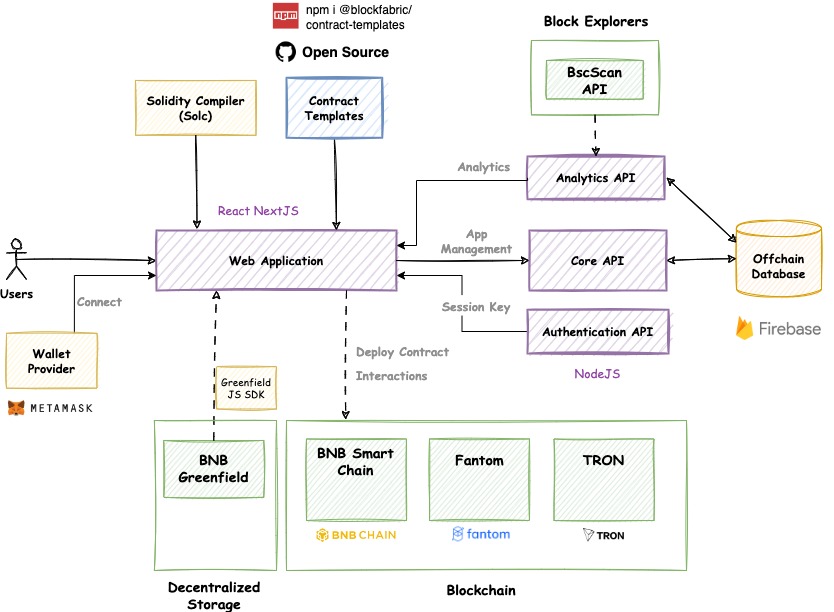 npm
npm i @blockfabric/
contract-templates
Open Source
Block Explorers
BscScan
API
Solidity Compiler
(Solc)
Contract
Templates
Analytics
Analytics API
React NextJS
Users
Web Application
App
Management
Core API
Offchain
Database
Connect
Session Key
Authentication API
Firebase
Wallet
Provider
METAMASK
Deploy Contract
Interactions
NodeJS
Greenfield
JS SDK
BNB
Greenfield
BNB Smart
Chain
Fantom
TRON
BNB CHAIN
fantom
TRON
Decentralized
Storage
Blockchain